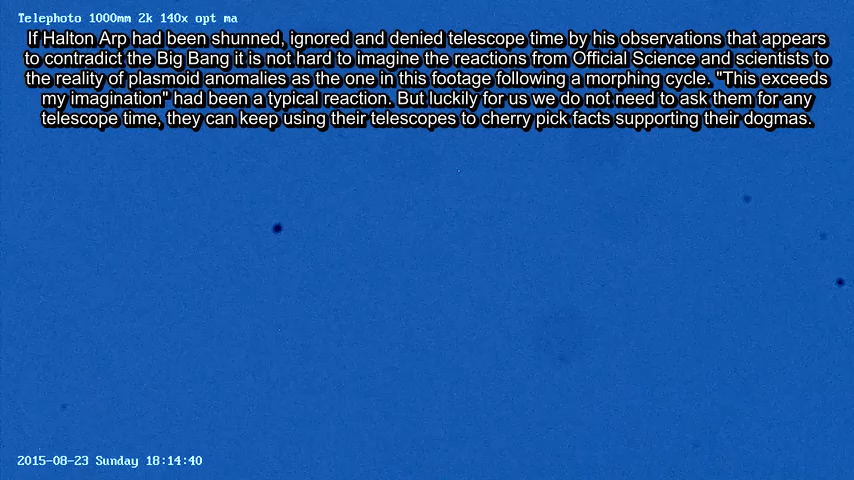 Telephoto 1000mm 2k 140x opt ma
If Halton Arp had been shunned, ignored and denied telescope time by his observations that appears
to contradict the Big Bang it is not hard to imagine the reactions from Official Science and scientists to
the reality of plasmoid anomalies as the one in this footage following a morphing cycle. "This exceeds
my imagination" had been a typical reaction. But luckily for us we do not need to ask them for any
telescope time, they can keep using their telescopes to cherry pick facts supporting their dogmas.
2015-08-23 Sunday 18:14:40